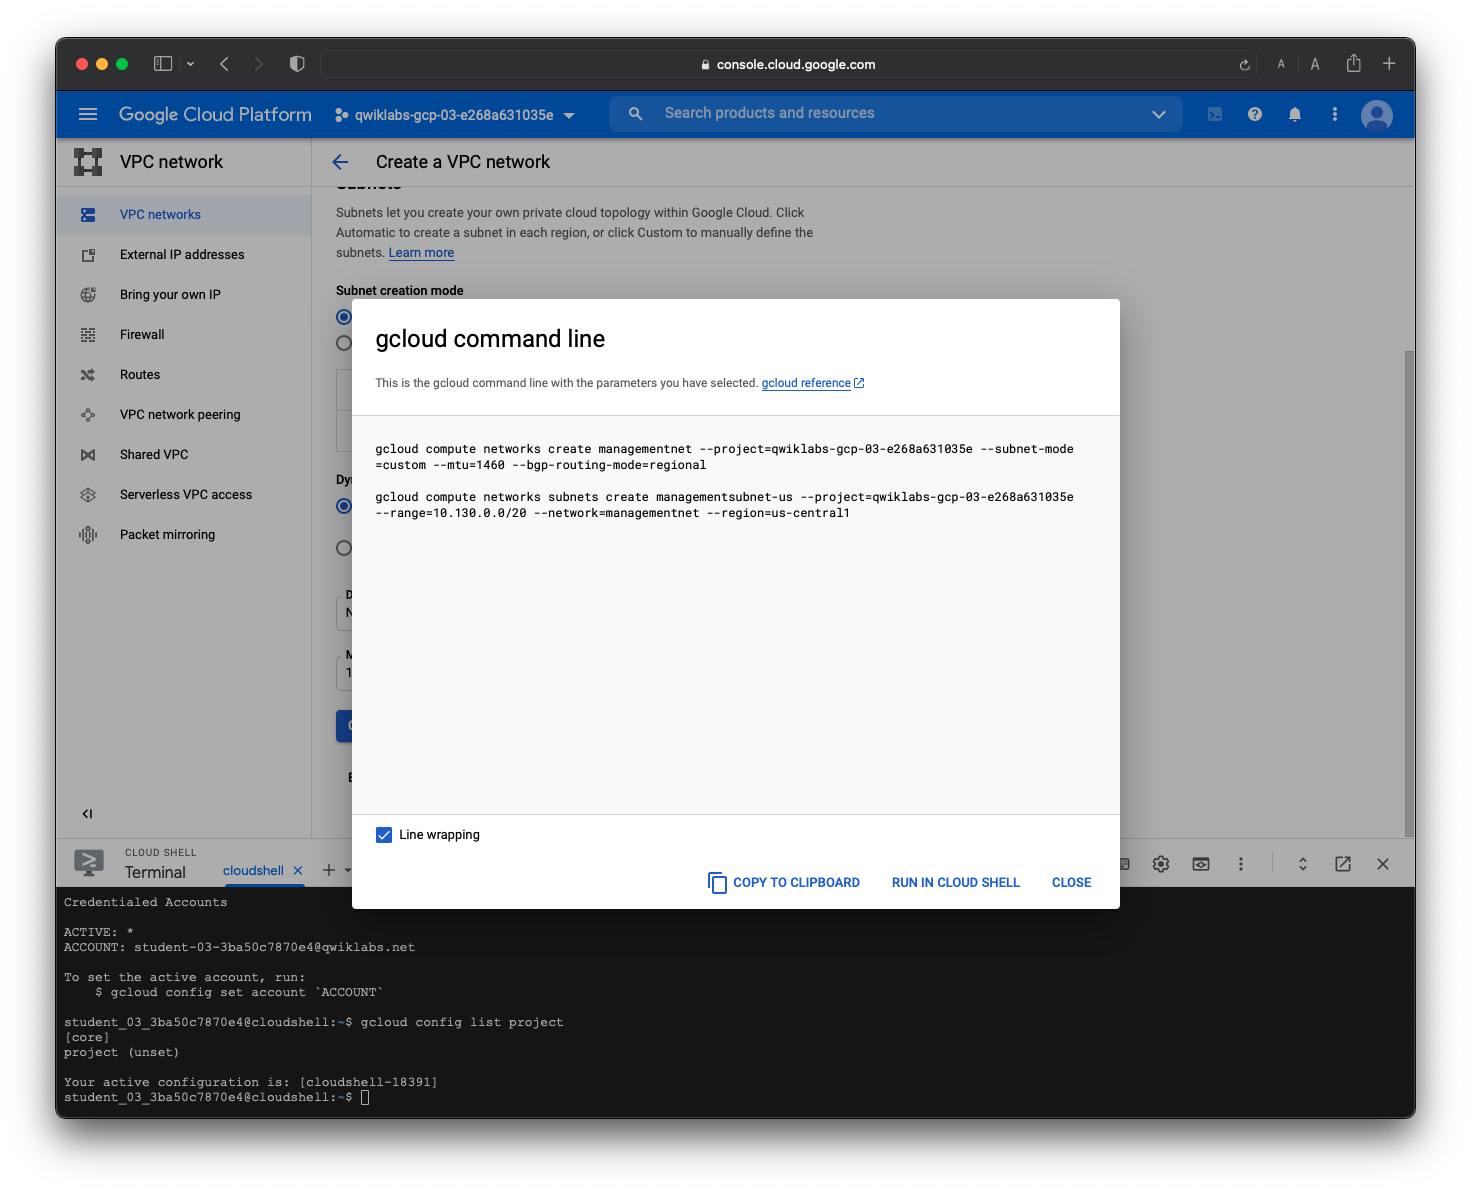 console.cloud.google.com
A
A
Google Cloud Platform
qwiklabs-gcp-03-e268a631035e
Search products and resources
VPC network
Create a VPC network
VPC networks
External IP addresses
Bring your own IP
Firewall
Routes
VPC network peering
Shared VPC
Serverless VPC access
Packet mirroring
Subnets
Subnets let you create your own private cloud topology within Google Cloud. Click
Automatic to create a subnet in each region, or click Custom to manually define the
subnets. Learn more
Subnet creation mode
gcloud command line
This is the gcloud command line with the parameters you have selected. gcloud reference
gcloud compute networks create managementnet --project=qwiklabs-gcp-03-e268a631035e --subnet-mode
=custom --mtu=1460 --bgp-routing-mode=regional
gcloud compute networks subnets create managementsubnet-us --project=qwiklabs-gcp-03-e268a631035e
--range=10.130.0.0/20 --network=managementnet --region=us-central1
Line wrapping
COPY TO CLIPBOARD
RUN IN CLOUD SHELL
CLOSE
CLOUD SHELL
Terminal
cloudshell
Credentialed Accounts
ACTIVE: *
ACCOUNT: student-03-3ba50c7870e4@qwiklabs.net
To set the active account, run:
$ gcloud config set account `ACCOUNT`
student_03_3ba50c7870e4@cloudshell:~$ gcloud config list project
[core]
project (unset)
Your active configuration is: [cloudshell-18391]
student_03_3ba50c7870e4@cloudshell:~$